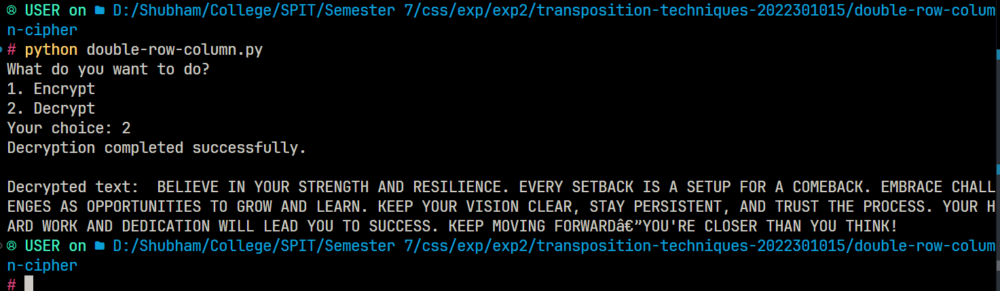 USER on D:/Shubham/College/SPIT/Semester 7/css/exp/exp2/transposition-techniques-2022301015/double-row-colum
n-cipher
# python double-row-column.py
What do you want to do?
1. Encrypt
2. Decrypt
Your choice: 2
Decryption completed successfully.
Decrypted text:  BELIEVE IN YOUR STRENGTH AND RESILIENCE. EVERY SETBACK IS A SETUP FOR A COMEBACK. EMBRACE CHALL
ENGES AS OPPORTUNITIES TO GROW AND LEARN. KEEP YOUR VISION CLEAR, STAY PERSISTENT, AND TRUST THE PROCESS. YOUR H
ARD WORK AND DEDICATION WILL LEAD YOU TO SUCCESS. KEEP MOVING FORWARDâ€”YOU'RE CLOSER THAN YOU THINK!
USER on D:/Shubham/College/SPIT/Semester 7/css/exp/exp2/transposition-techniques-2022301015/double-row-colum
n-cipher
#